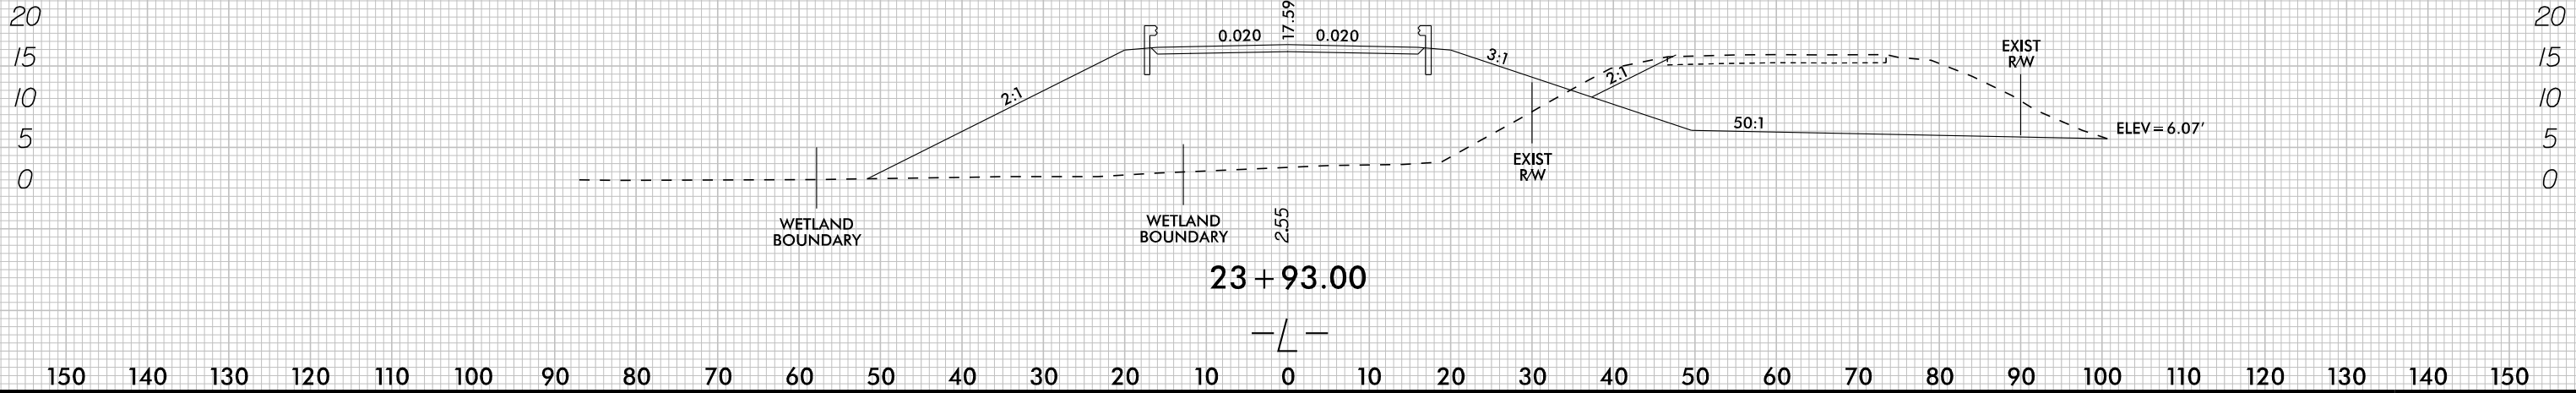 20 17.59 20
0.020 0.020
15 3:1 EXIST 15
R/W
2:1
10 2:1 10
5 50:1 ELEV=6.07' 5
EXIST
R/W
0 0
WETLAND
BOUNDARY
WETLAND
BOUNDARY
2.55
23+93.00
-L-
150 140 130 120 110 100 90 80 70 60 50 40 30 20 10 0 10 20 30 40 50 60 70 80 90 100 110 120 130 140 150